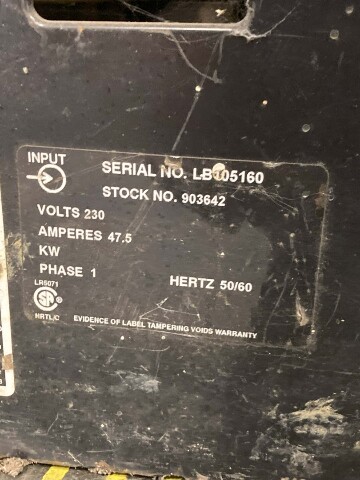 INPUT
SERIAL NO. LB105160
STOCK NO. 903642
VOLTS 230
AMPERES 47.5
KW
PHASE 1
HERTZ 50/60
LR5071
NRTL/C
EVIDENCE OF LABEL TAMPERING VOIDS WARRANTY